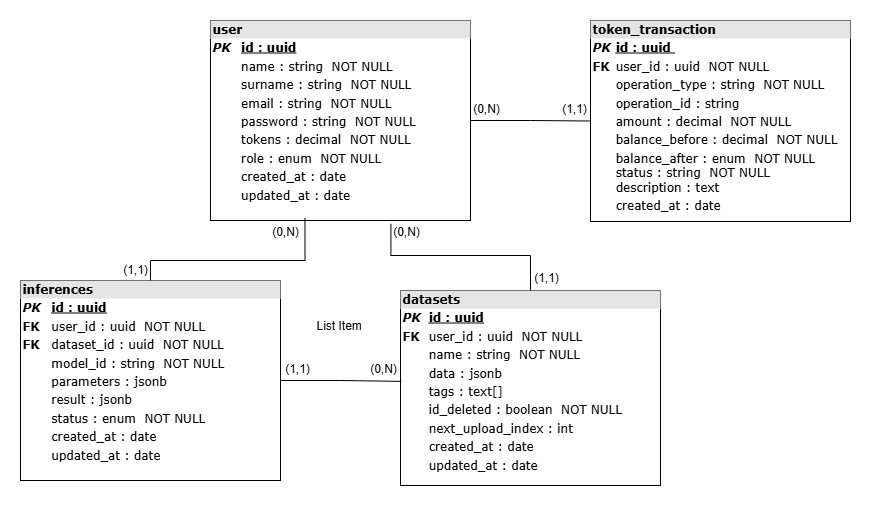 user
PK id : uuid
name : string NOT NULL
surname : string NOT NULL
email : string NOT NULL
password : string NOT NULL
tokens : decimal NOT NULL
role : enum NOT NULL
created_at : date
updated_at : date
(0,N)
(1,1)
token_transaction
PK id : uuid
FK user_id : uuid NOT NULL
operation_type : string NOT NULL
operation_id : string
amount : decimal NOT NULL
balance_before : decimal NOT NULL
balance_after : enum NOT NULL
status : string NOT NULL
description : text
created_at : date
(0,N)
(0,N)
(1,1)
(1,1)
inferences
PK id : uuid
FK user_id : uuid NOT NULL
FK dataset_id : uuid NOT NULL
model_id : string NOT NULL
parameters : jsonb
result : jsonb
status : enum NOT NULL
created_at : date
updated_at : date
List Item
(1,1)
(0,N)
datasets
PK id : uuid
FK user_id : uuid NOT NULL
name : string NOT NULL
data : jsonb
tags : text[]
id_deleted : boolean NOT NULL
next_upload_index : int
created_at : date
updated_at : date